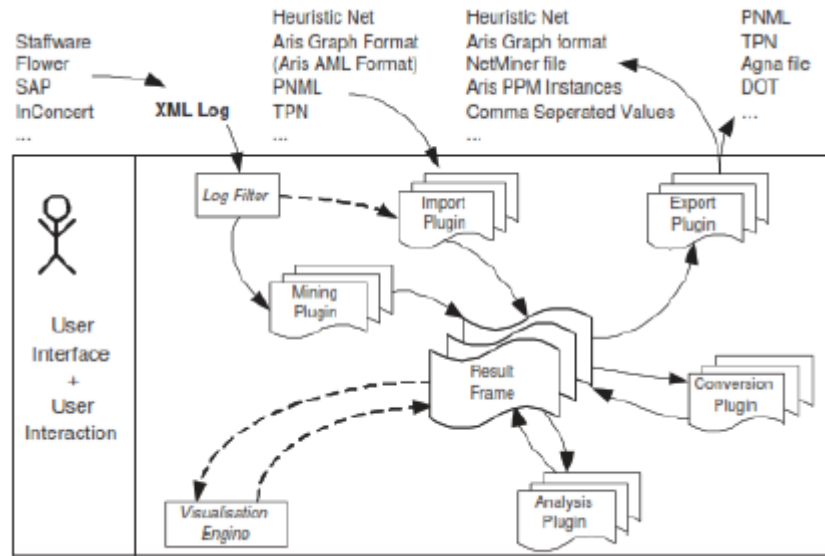 Staffware
Flower
SAP
InConcert
...
XML Log
Heuristic Net
Aris Graph Format
(Aris AML Format)
PNML
TPN
...
Heuristic Net
Aris Graph format
NetMiner file
Aris PPM Instances
Comma Seperated Values
...
PNML
TPN
Agna file
DOT
...
Log Filter
Import
Plugin
Export
Plugin
Mining
Plugin
User
Interface
+
User
Interaction
Result
Frame
Conversion
Plugin
Visualisation
Engine
Analysis
Plugin